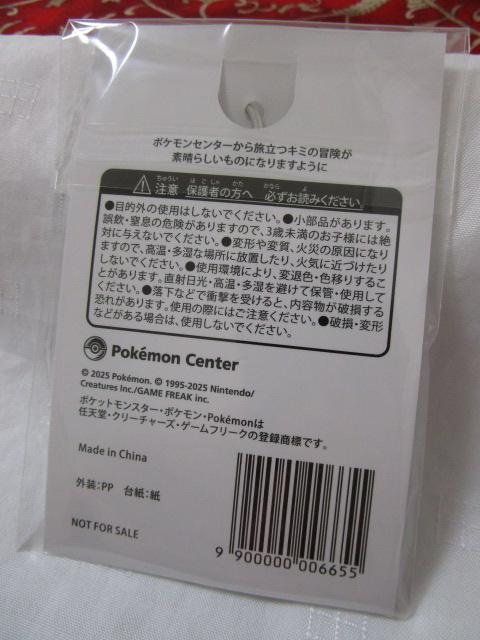 ポケモンセンターから旅立つキミの冒険が
素晴らしいものになりますように
注意 保護者の方へ 必ずお読みください
●目的外の使用はしないでください。●小部品があります。
誤飲・窒息の危険がありますので、3歳未満のお子様には絶
対に与えないでください。●変形や変質、火災の原因になり
ますので、高温・多湿な場所に放置したり、火気に近づけたり
しないでください。●使用環境により、変退色・色移りするこ
とがあります。直射日光・高温・多湿を避けて保管・使用して
ください。●落下などで衝撃を受けると、内容物が破損する
恐れがあります。使用の際にはご注意ください。●破損・変形
などがある場合は、使用しないでください。
Pokémon Center
© 2025 Pokémon. © 1995-2025 Nintendo/
Creatures Inc./GAME FREAK inc.
ポケットモンスター・ポケモン・Pokémonは
任天堂・クリーチャーズ・ゲームフリークの登録商標です。
Made in China
外装:PP 台紙:紙
NOT FOR SALE
9 900000 006655